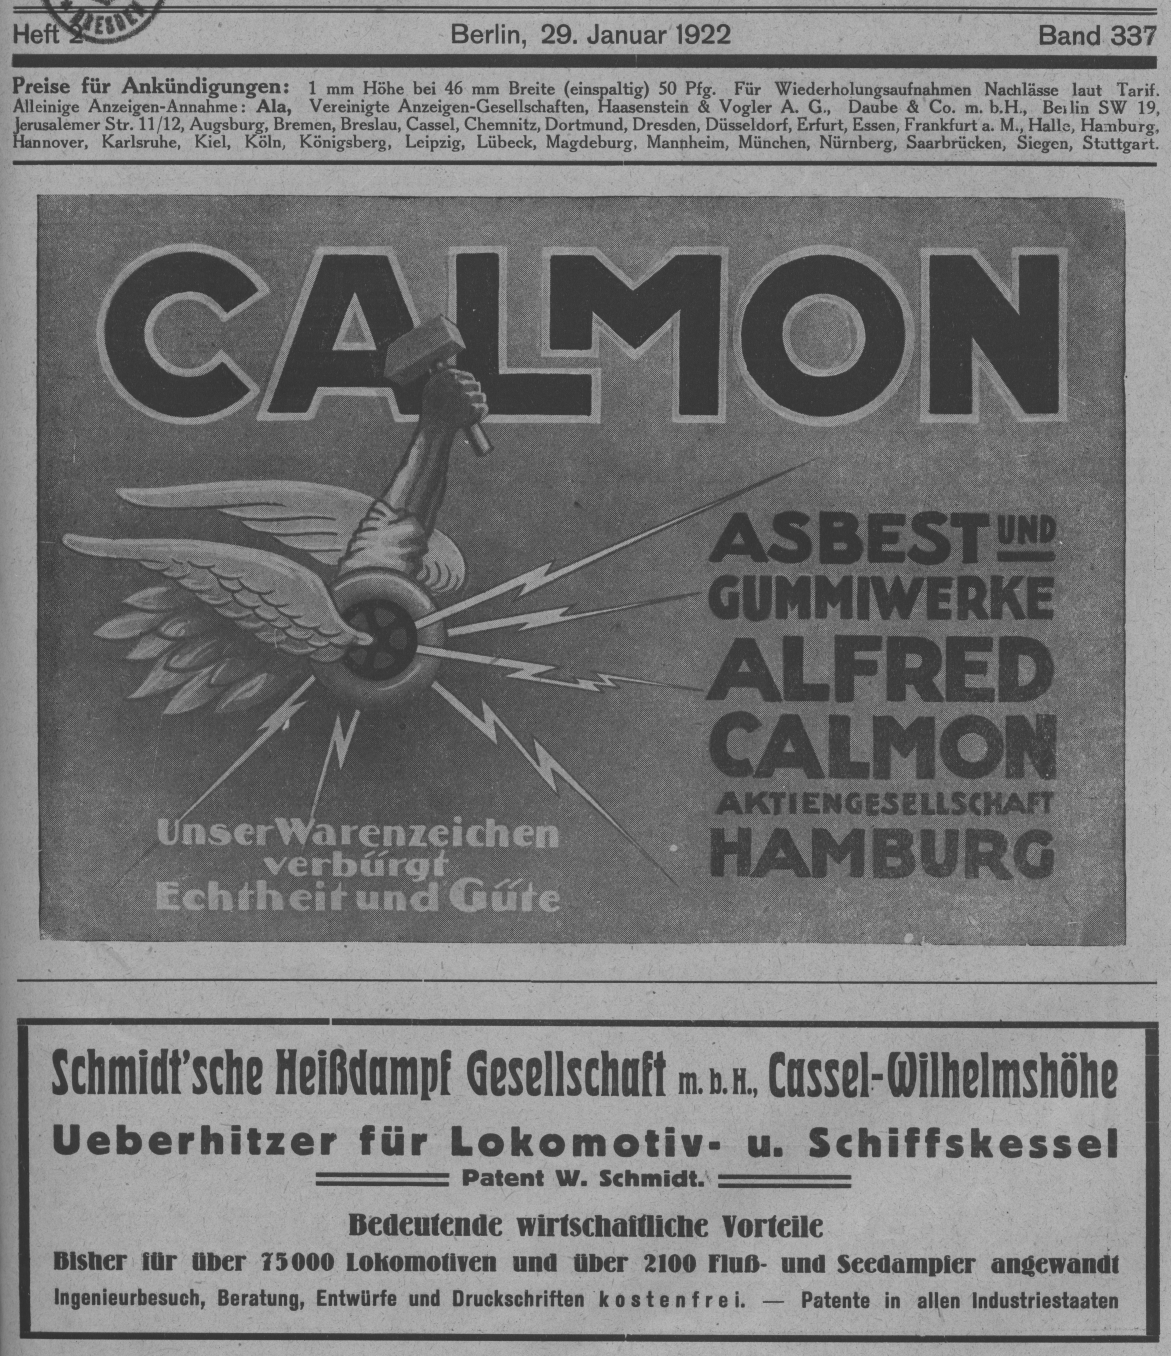 DRESDEN
Heft 2 Berlin, 29. Januar 1922 Band 337
Preise für Ankündigungen: 1 mm Höhe bei 46 mm Breite (einspaltig) 50 Pfg. Für Wiederholungsaufnahmen Nachlässe laut Tarif.
Alleinige Anzeigen-Annahme: Ala, Vereinigte Anzeigen-Gesellschaften, Haasenstein & Vogler A. G., Daube & Co. m. b.H., Berlin SW 19,
Jerusalemer Str. 11/12, Augsburg, Bremen, Breslau, Cassel, Chemnitz, Dortmund, Dresden, Düsseldorf, Erfurt, Essen, Frankfurt a. M., Halle, Hamburg,
Hannover, Karlsruhe, Kiel, Köln, Königsberg, Leipzig, Lübeck, Magdeburg, Mannheim, München, Nürnberg, Saarbrücken, Siegen, Stuttgart.
CALMON
ASBEST UND
GUMMIWERKE
ALFRED
CALMON
AKTIENGESELLSCHAFT
HAMBURG
Unser Warenzeichen
verbürgt
Echtheit und Güte
Schmidt'sche Heißdampf Gesellschaft m. b. H., Cassel-Wilhelmshöhe
Ueberhitzer für Lokomotiv- u. Schiffskessel
Patent W. Schmidt.
Bedeutende wirtschaftliche Vorteile
Bisher für über 75000 Lokomotiven und über 2100 Fluß- und Seedampfer angewandt
Ingenieurbesuch, Beratung, Entwürfe und Druckschriften kostenfrei. — Patente in allen Industriestaaten